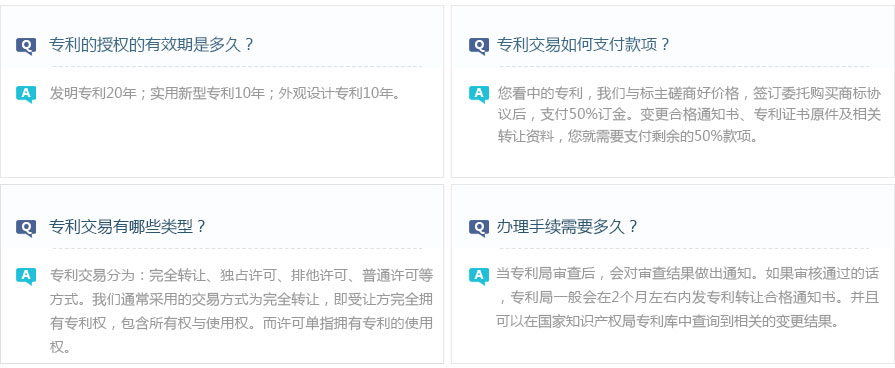 Q 专利的授权的有效期是多久？
A 发明专利20年；实用新型专利10年；外观设计专利10年。
Q 专利交易如何支付款项？
A 您看中的专利，我们与标主磋商好价格，签订委托购买商标协
议后，支付50%订金。变更合格通知书、专利证书原件及相关
转让资料，您就需要支付剩余的50%款项。
Q 专利交易有哪些类型？
A 专利交易分为：完全转让、独占许可、排他许可、普通许可等
方式。我们通常采用的交易方式为完全转让，即受让方完全拥
有专利权，包含所有权与使用权。而许可单指拥有专利的使用
权。
Q 办理手续需要多久？
A 当专利局审查后，会对审查结果做出通知。如果审核通过的话
，专利局一般会在2个月左右内发专利转让合格通知书。并且
可以在国家知识产权局专利库中查询到相关的变更结果。